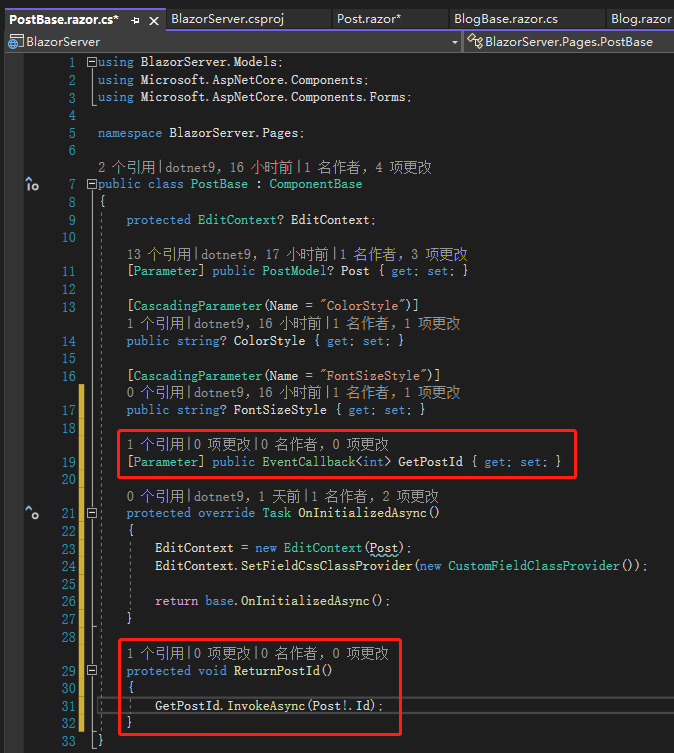 PostBase.razor.cs* BlazorServer.csproj Post.razor* BlogBase.razor.cs Blog.razor
BlazorServer BlazorServer.Pages.PostBase
1 using BlazorServer.Models;
2 using Microsoft.AspNetCore.Components;
3 using Microsoft.AspNetCore.Components.Forms;
4
5 namespace BlazorServer.Pages;
6
2 个引用|dotnet9，16 小时前|1 名作者，4 项更改
7 public class PostBase : ComponentBase
8 {
9 protected EditContext? EditContext;
10
13 个引用|dotnet9，17 小时前|1 名作者，3 项更改
11 [Parameter] public PostModel? Post { get; set; }
12
13 [CascadingParameter(Name = "ColorStyle")]
1 个引用|dotnet9，16 小时前|1 名作者，1 项更改
14 public string? ColorStyle { get; set; }
15
16 [CascadingParameter(Name = "FontSizeStyle")]
0 个引用|dotnet9，16 小时前|1 名作者，1 项更改
17 public string? FontSizeStyle { get; set; }
18
1 个引用|0 项更改|0 名作者，0 项更改
19 [Parameter] public EventCallback<int> GetPostId { get; set; }
20
0 个引用|dotnet9，1 天前|1 名作者，2 项更改
21 protected override Task OnInitializedAsync()
22 {
23 EditContext = new EditContext(Post);
24 EditContext.SetFieldCssClassProvider(new CustomFieldClassProvider());
25
26 return base.OnInitializedAsync();
27 }
28
1 个引用|0 项更改|0 名作者，0 项更改
29 protected void ReturnPostId()
30 {
31 GetPostId.InvokeAsync(Post!.Id);
32 }
33 }